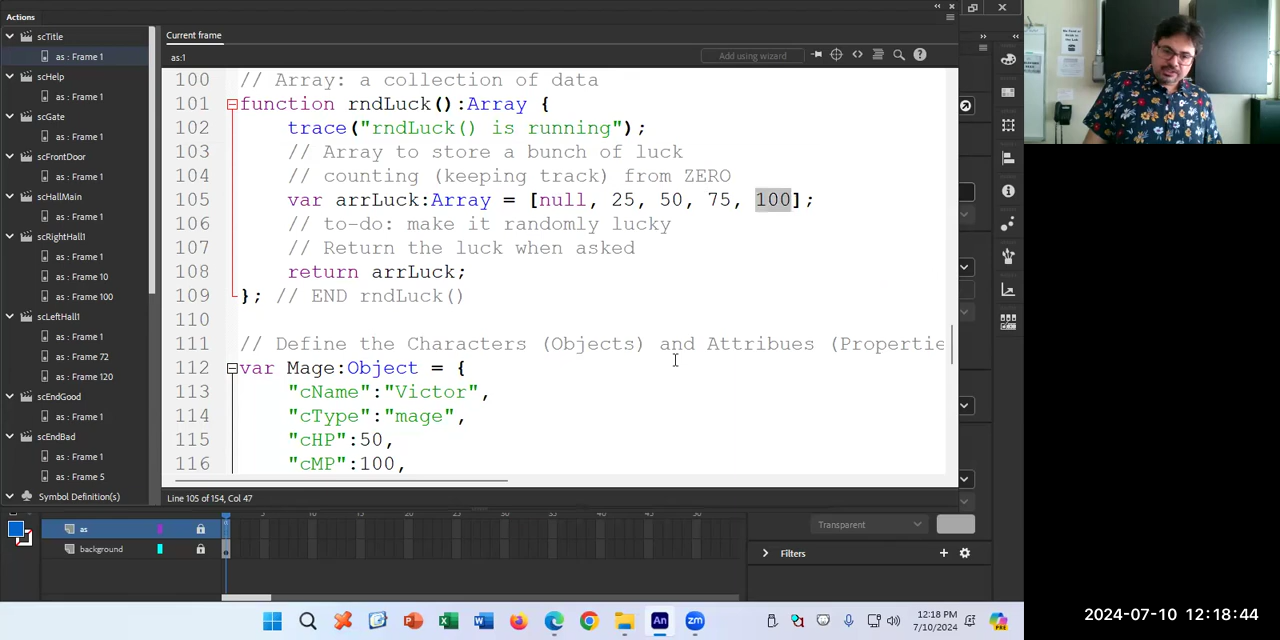 Actions
scTitle
as : Frame 1
scHelp
as : Frame 1
scGate
as : Frame 1
scFrontDoor
as : Frame 1
scHallMain
as : Frame 1
scRightHall1
as : Frame 1
as : Frame 10
as : Frame 100
scLeftHall1
as : Frame 1
as : Frame 72
as : Frame 120
scEndGood
as : Frame 1
scEndBad
as : Frame 1
as : Frame 5
Symbol Definition(s)
Current frame
as:1
Add using wizard
100 // Array: a collection of data
101 function rndLuck():Array {
102 trace("rndLuck() is running");
103 // Array to store a bunch of luck
104 // counting (keeping track) from ZERO
105 var arrLuck:Array = [null, 25, 50, 75, 100];
106 // to-do: make it randomly lucky
107 // Return the luck when asked
108 return arrLuck;
109 }; // END rndLuck()
110
111 // Define the Characters (Objects) and Attribues (Propertie
112 var Mage:Object = {
113 "cName":"Victor",
114 "cType":"mage",
115 "cHP":50,
116 "cMP":100,
Line 105 of 154, Col 47
as
background
Transparent
Filters
12:18 PM
7/10/2024
2024-07-10 12:18:44